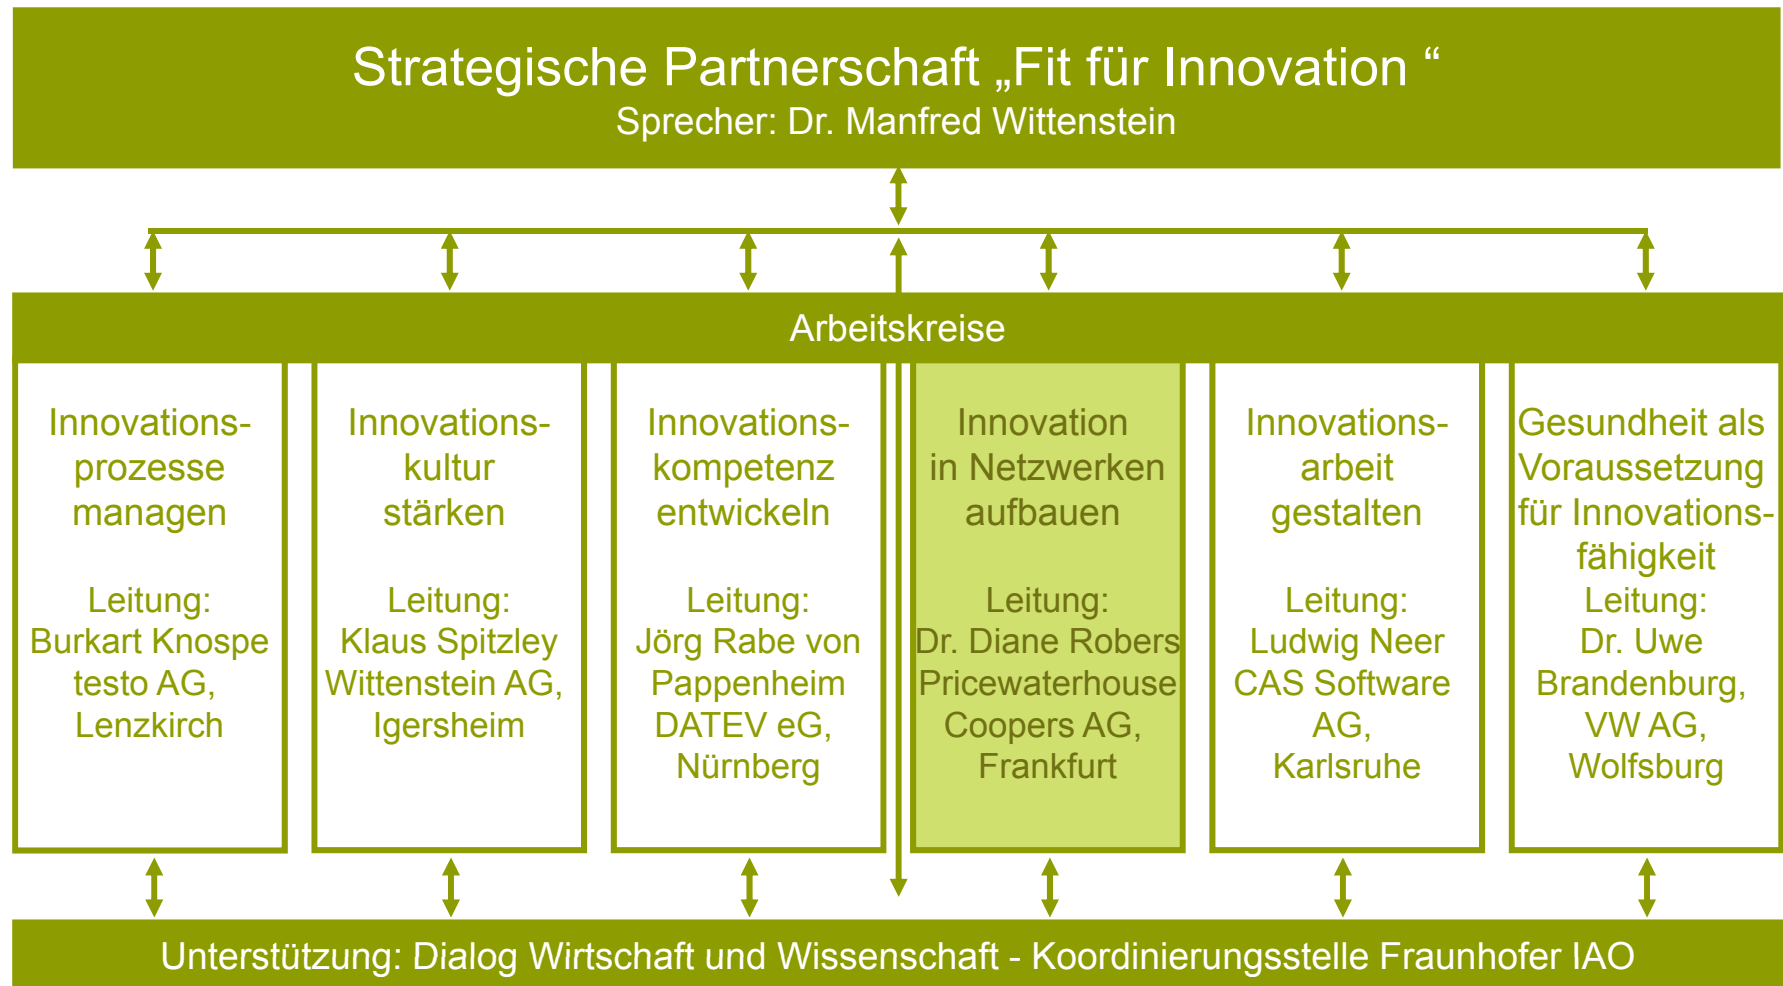 Strategische Partnerschaft „Fit für Innovation “
Sprecher: Dr. Manfred Wittenstein
Arbeitskreise
Innovations-
prozesse
managen
Leitung:
Burkart Knospe
testo AG,
Lenzkirch
Innovations-
kultur
stärken
Leitung:
Klaus Spitzley
Wittenstein AG,
Igersheim
Innovations-
kompetenz
entwickeln
Leitung:
Jörg Rabe von
Pappenheim
DATEV eG,
Nürnberg
Innovation
in Netzwerken
aufbauen
Leitung:
Dr. Diane Robers
Pricewaterhouse
Coopers AG,
Frankfurt
Innovations-
arbeit
gestalten
Leitung:
Ludwig Neer
CAS Software
AG,
Karlsruhe
Gesundheit als
Voraussetzung
für Innovations-
fähigkeit
Leitung:
Dr. Uwe
Brandenburg,
VW AG,
Wolfsburg
Unterstützung: Dialog Wirtschaft und Wissenschaft - Koordinierungsstelle Fraunhofer IAO